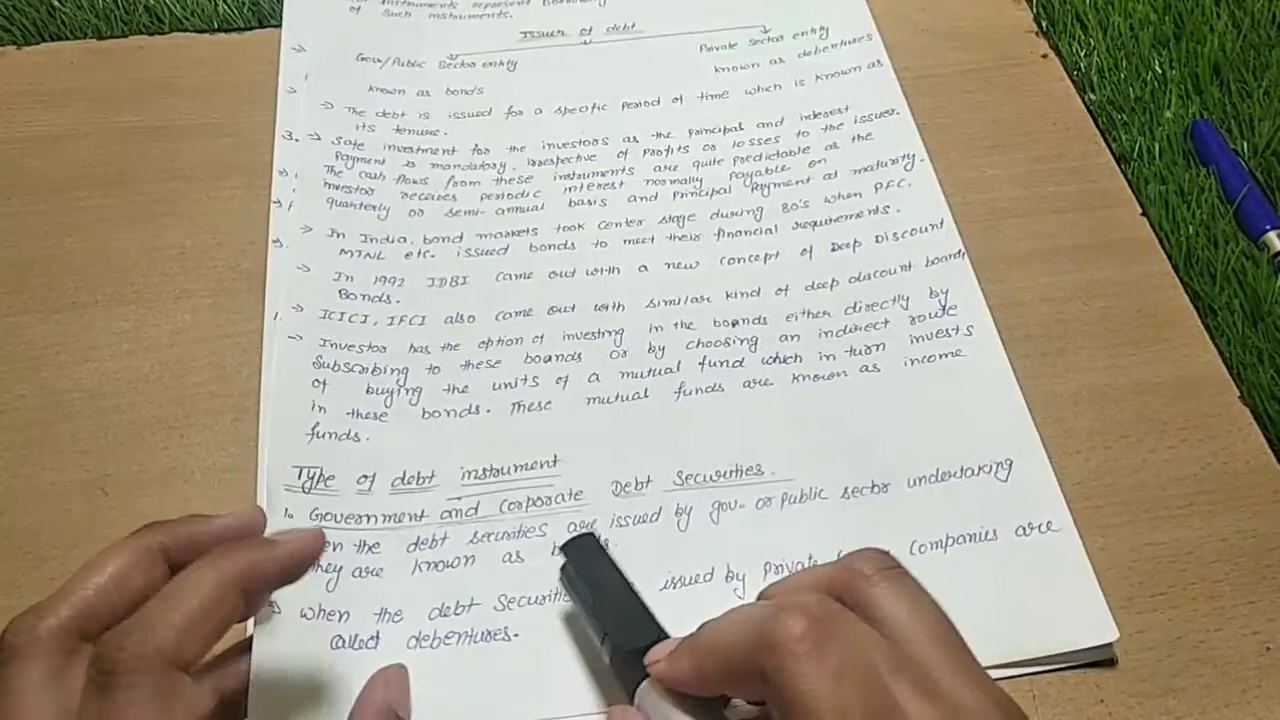 instruments represent
of such instruments.
Issuer of debt
Gov/Public Sector entity
Private Sector entity
known as bonds
known as debentures
→ The debt is issued for a specific period of time which is known as
its tenure.
3. → Safe investment for the investors as the principal and interest
payment is mandatory, irrespective of profits or losses to the issuer.
The cash flows from these instruments are quite predictable as the
investor receives periodic interest normally payable on
quarterly or semi-annual basis and principal payment at maturity.
→ In India, bond markets took center stage during 80's when PFC,
MTNL etc. issued bonds to meet their financial requirements.
→ In 1992 IDBI came out with a new concept of Deep Discount
Bonds.
→ ICICI, IFCI also came out with similar kind of deep discount bonds
→ Investor has the option of investing in the boands either directly by
Subscribing to these boands or by choosing an indirect route
of buying the units of a mutual fund which in turn invests
in these bonds. These mutual funds are known as income
funds.
Type of debt instrument
1. Government and corporate Debt Securities.
the debt securities are issued by gov. or public sector undertaking
they are known as
when the debt issued by companies are
called debentures.